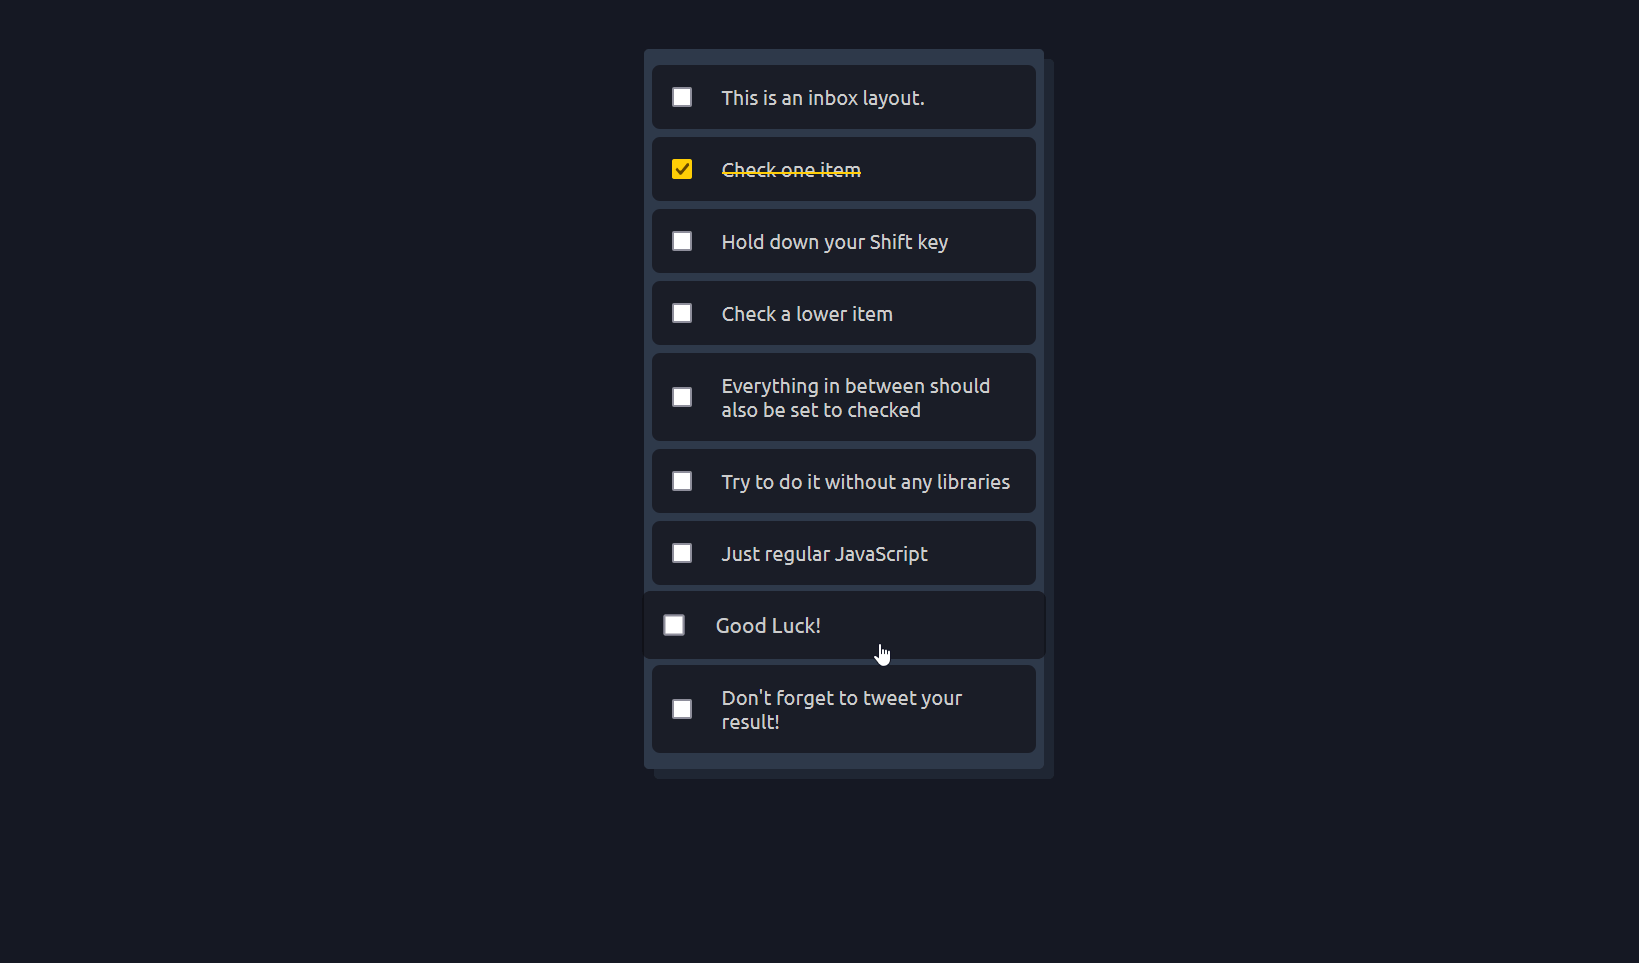 This is an inbox layout.
Check one item
Hold down your Shift key
Check a lower item
Everything in between should
also be set to checked
Try to do it without any libraries
Just regular JavaScript
Good Luck!
Don't forget to tweet your
result!